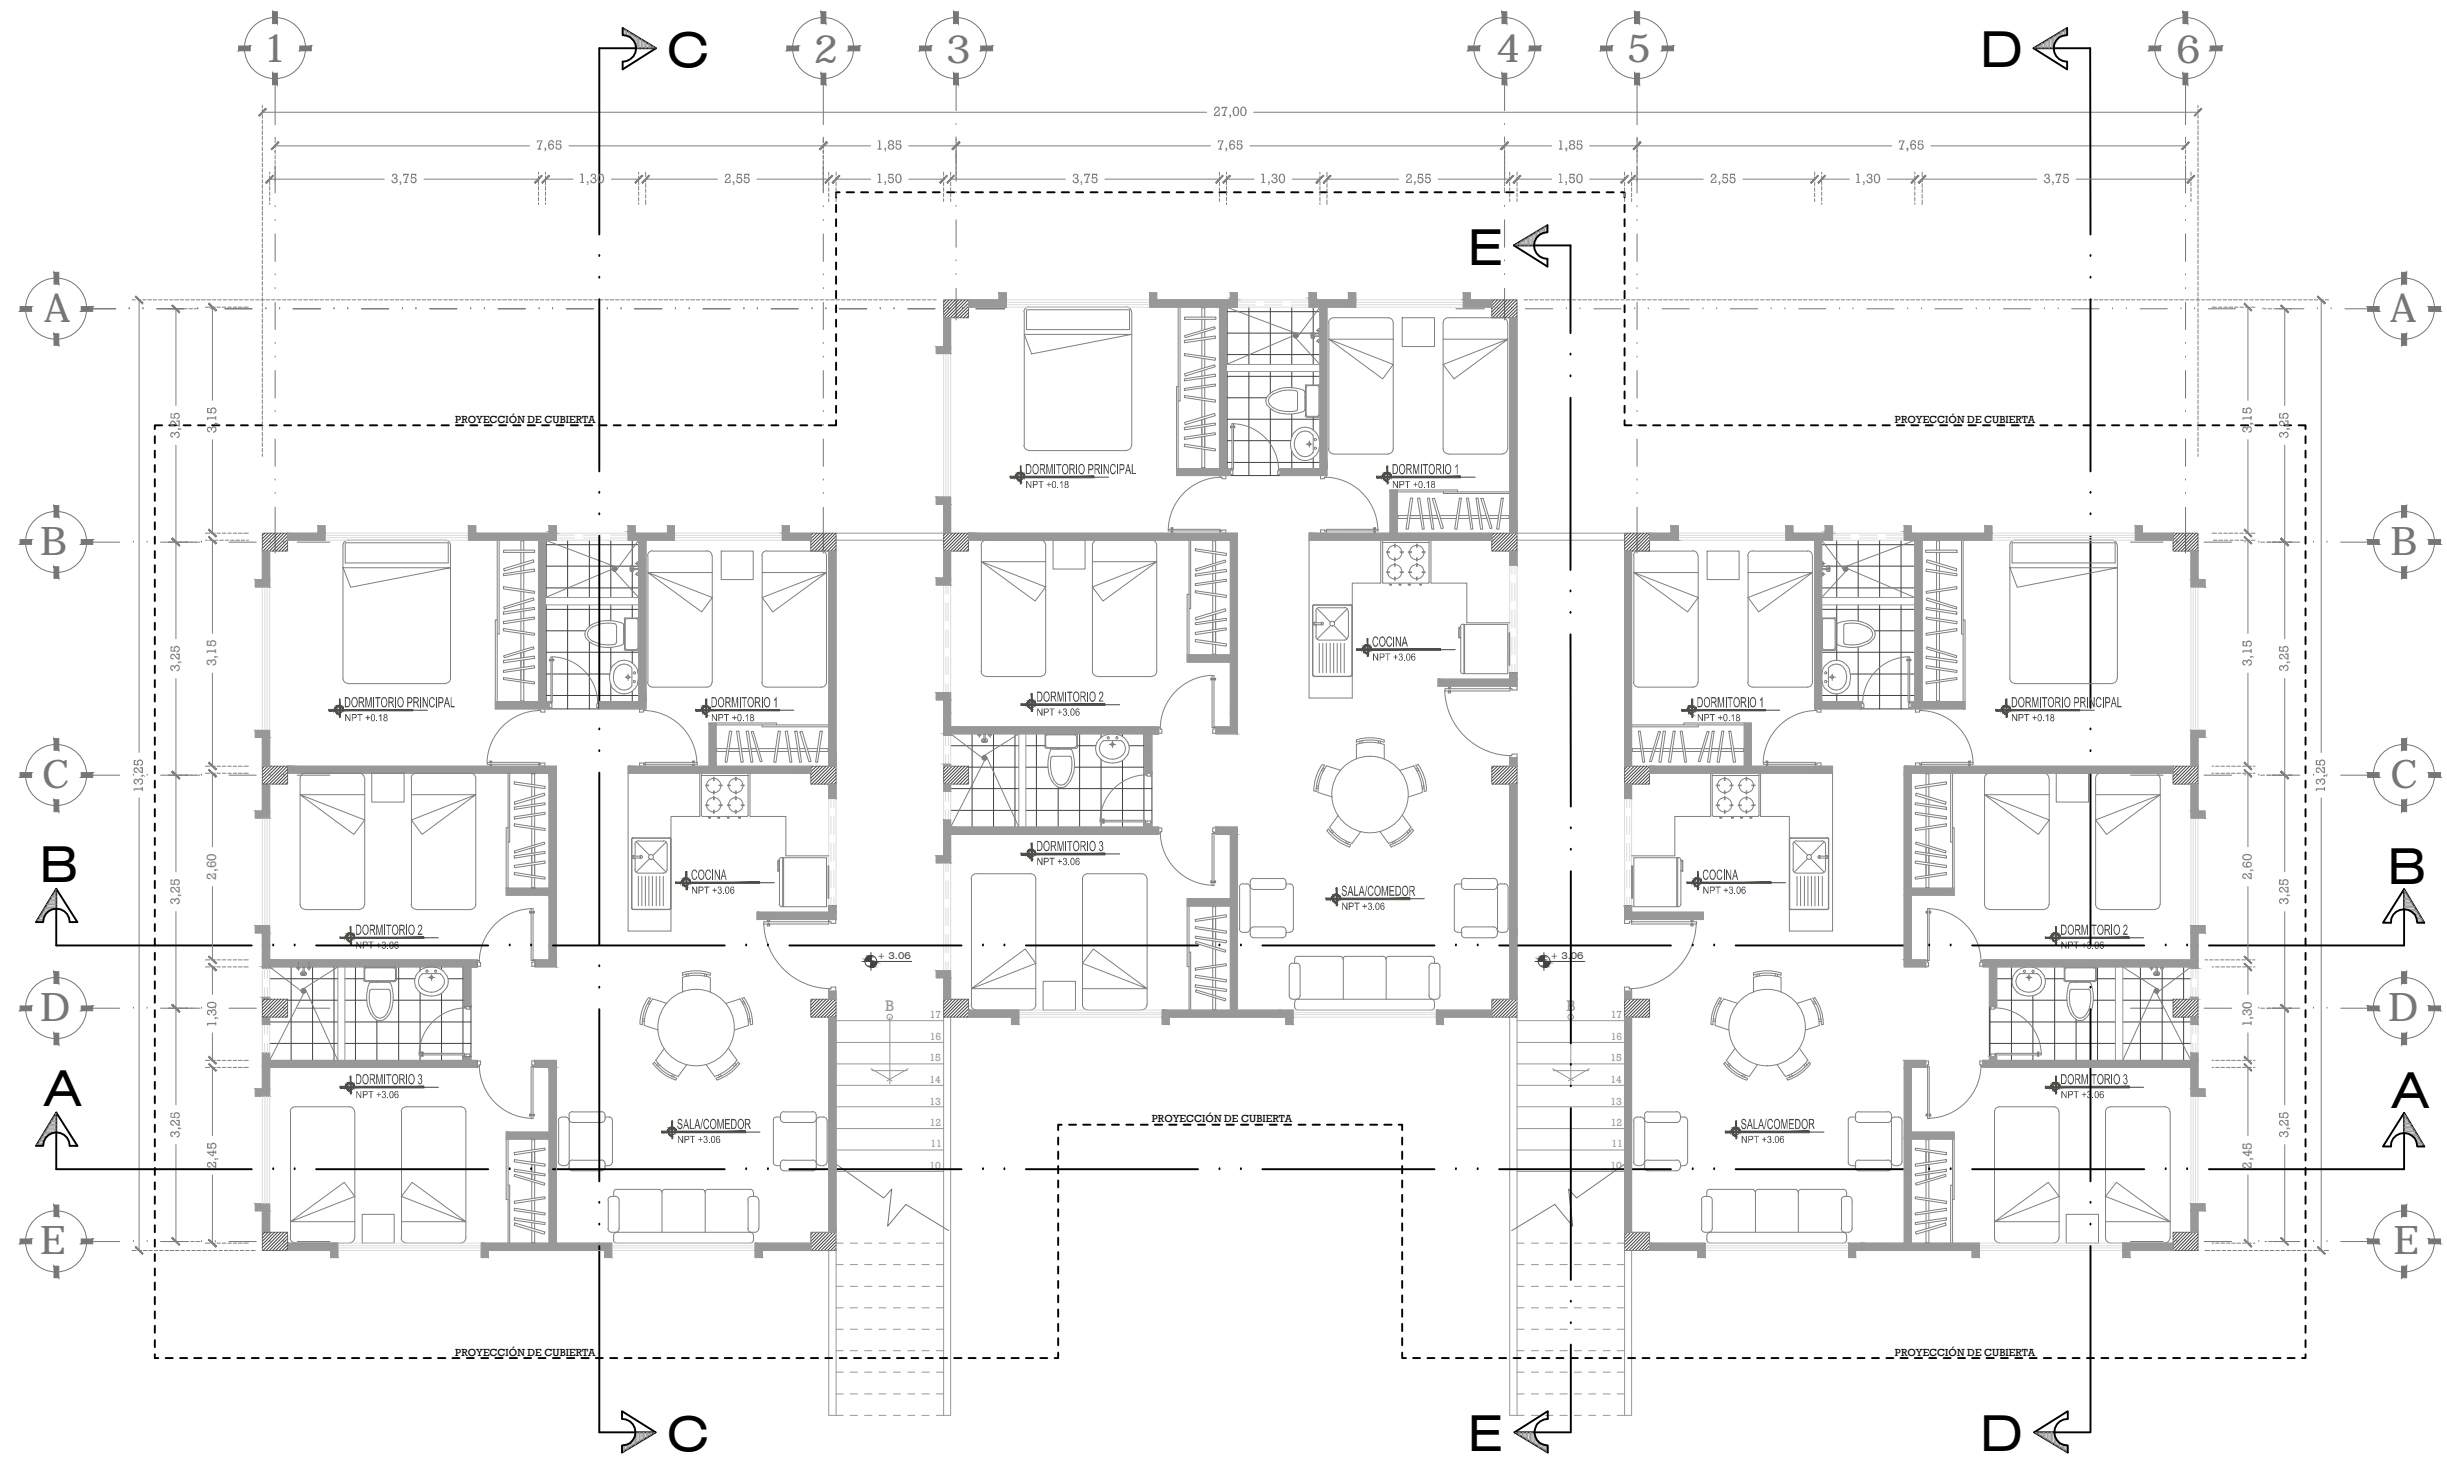 1 C 2 3 4 5 D 6
27,00
7,65 1,85 7,65 1,85 7,65
3,75 1,30 2,55 1,50 3,75 1,30 2,55 1,50 2,55 1,30 3,75
E
A A
3,25 3,15 3,15 3,25
PROYECCIÓN DE CUBIERTA PROYECCIÓN DE CUBIERTA
DORMITORIO PRINCIPAL DORMITORIO 1
NPT +0.18 NPT +0.18
B B
3,25 3,15 3,15 3,25
COCINA
NPT +3.06
DORMITORIO 2
NPT +3.06
DORMITORIO PRINCIPAL DORMITORIO 1 DORMITORIO 1 DORMITORIO PRINCIPAL
NPT +0.18 NPT +0.18 NPT +0.18 NPT +0.18
C C
13,25 13,25
DORMITORIO 3
NPT +3.06
B B
3,25 2,60 2,60 3,25
COCINA COCINA
NPT +3.06 NPT +3.06
SALA/COMEDOR
NPT +3.06
DORMITORIO 2 DORMITORIO 2
NPT +3.06 NPT +3.06
+ 3.06 + 3.06
D D
1,30 1,30
B B
17 17
16 16
15 15
14 14
13 13
12 12
11 11
10 10
DORMITORIO 3 DORMITORIO 3
NPT +3.06 NPT +3.06
A A
PROYECCIÓN DE CUBIERTA
SALA/COMEDOR SALA/COMEDOR
NPT +3.06 NPT +3.06
3,25 2,45 2,45 3,25
E E
PROYECCIÓN DE CUBIERTA PROYECCIÓN DE CUBIERTA
C E D